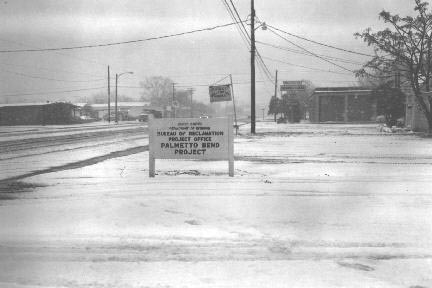 UNITED STATES
DEPARTMENT OF INTERIOR
BUREAU OF RECLAMATION
PROJECT OFFICE
PALMETTO BEND
PROJECT